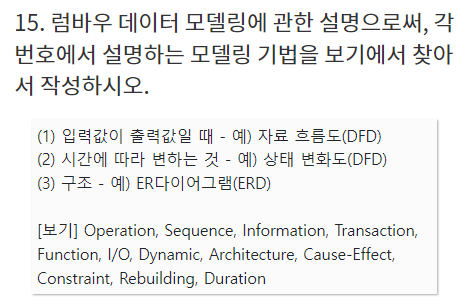 15. 럼바우 데이터 모델링에 관한 설명으로써, 각
번호에서 설명하는 모델링 기법을 보기에서 찾아
서 작성하시오.
(1) 입력값이 출력값일 때 - 예) 자료 흐름도(DFD)
(2) 시간에 따라 변하는 것 - 예) 상태 변화도(DFD)
(3) 구조 - 예) ER다이어그램(ERD)
[보기] Operation, Sequence, Information, Transaction,
Function, I/O, Dynamic, Architecture, Cause-Effect,
Constraint, Rebuilding, Duration